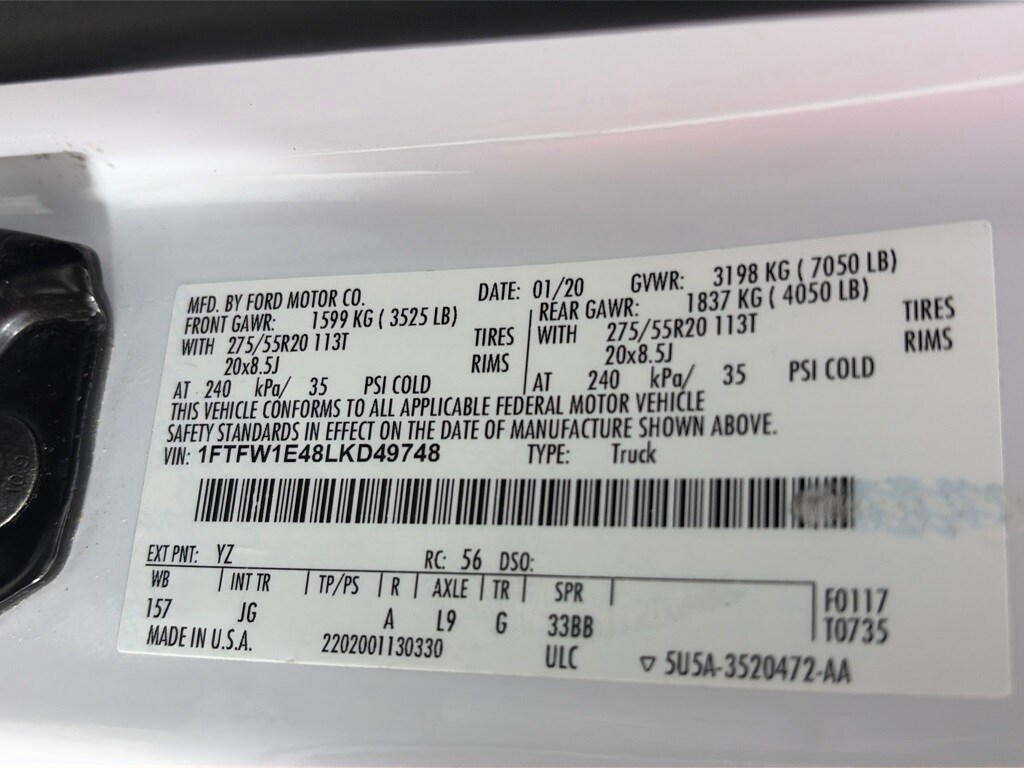 MFD. BY FORD MOTOR CO. DATE: 01/20 GVWR: 3198 KG ( 7050 LB)
FRONT GAWR: 1599 KG ( 3525 LB) REAR GAWR: 1837 KG ( 4050 LB)
WITH 275/55R20 113T TIRES WITH 275/55R20 113T TIRES
20x8.5J RIMS 20x8.5J RIMS
AT 240 kPa/ 35 PSI COLD AT 240 kPa/ 35 PSI COLD
THIS VEHICLE CONFORMS TO ALL APPLICABLE FEDERAL MOTOR VEHICLE
SAFETY STANDARDS IN EFFECT ON THE DATE OF MANUFACTURE SHOWN ABOVE.
VIN: 1FTFW1E48LKD49748 TYPE: Truck
EXT PNT: YZ RC: 56 DSO:
WB INT TR TP/PS R AXLE TR SPR F0117
157 JG A L9 G 33BB T0735
MADE IN U.S.A. 2202001130330 ULC ▽ 5U5A-3520472-AA